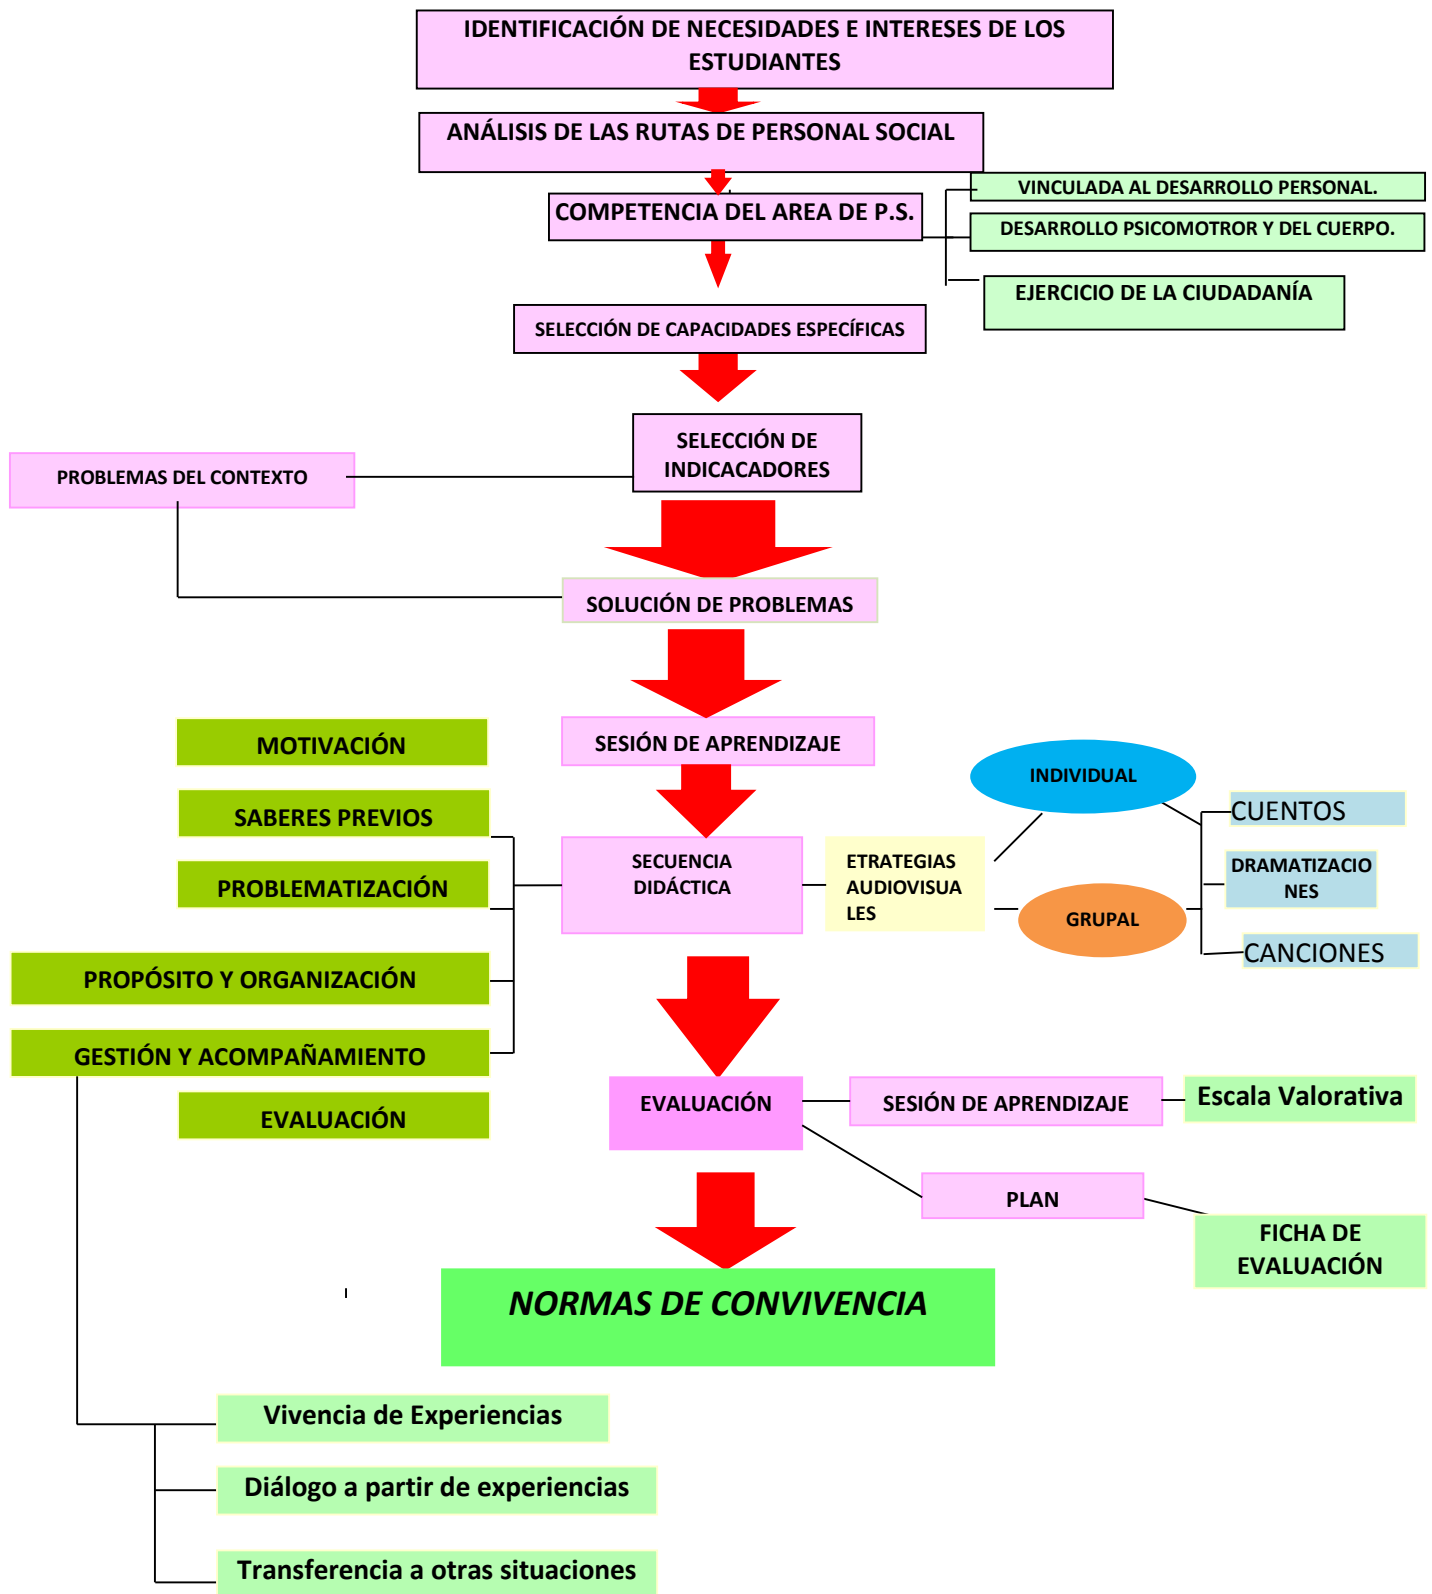 IDENTIFICACIÓN DE NECESIDADES E INTERESES DE LOS
ESTUDIANTES
ANÁLISIS DE LAS RUTAS DE PERSONAL SOCIAL
COMPETENCIA DEL AREA DE P.S.
VINCULADA AL DESARROLLO PERSONAL.
DESARROLLO PSICOMOTROR Y DEL CUERPO.
EJERCICIO DE LA CIUDADANÍA
SELECCIÓN DE CAPACIDADES ESPECÍFICAS
SELECCIÓN DE
INDICACADORES
PROBLEMAS DEL CONTEXTO
SOLUCIÓN DE PROBLEMAS
SESIÓN DE APRENDIZAJE
MOTIVACIÓN
SABERES PREVIOS
PROBLEMATIZACIÓN
PROPÓSITO Y ORGANIZACIÓN
GESTIÓN Y ACOMPAÑAMIENTO
EVALUACIÓN
SECUENCIA
DIDÁCTICA
ETRATEGIAS
AUDIOVISUA
LES
INDIVIDUAL
GRUPAL
CUENTOS
DRAMATIZACIO
NES
CANCIONES
EVALUACIÓN
SESIÓN DE APRENDIZAJE
Escala Valorativa
PLAN
FICHA DE
EVALUACIÓN
NORMAS DE CONVIVENCIA
Vivencia de Experiencias
Diálogo a partir de experiencias
Transferencia a otras situaciones